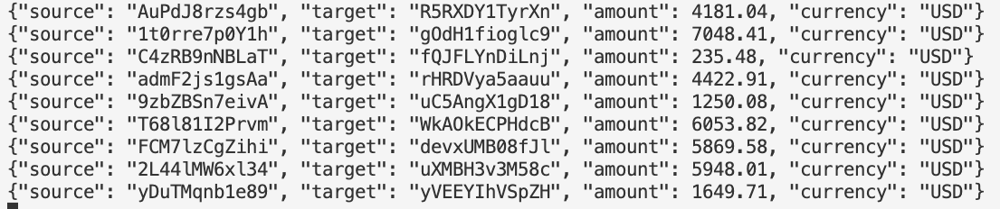 {"source": "AuPdJ8rzs4gb", "target": "R5RXDY1TyrXn", "amount": 4181.04, "currency": "USD"}
{"source": "1t0rre7p0Y1h", "target": "gOdH1fioglc9", "amount": 7048.41, "currency": "USD"}
{"source": "C4zRB9nNBLaT", "target": "fQJFLYnDiLnj", "amount": 235.48, "currency": "USD"}
{"source": "admF2js1gsAa", "target": "rHRDVya5aauu", "amount": 4422.91, "currency": "USD"}
{"source": "9zbZBSn7eivA", "target": "uC5AngX1gD18", "amount": 1250.08, "currency": "USD"}
{"source": "T68l81I2Prvm", "target": "WkAOkECPHdcB", "amount": 6053.82, "currency": "USD"}
{"source": "FCM7lzCgZihi", "target": "devxUMB08fJl", "amount": 5869.58, "currency": "USD"}
{"source": "2L44lMW6xl34", "target": "uXMBH3v3M58c", "amount": 5948.01, "currency": "USD"}
{"source": "yDuTMqnb1e89", "target": "yVEEYIhVSpZH", "amount": 1649.71, "currency": "USD"}